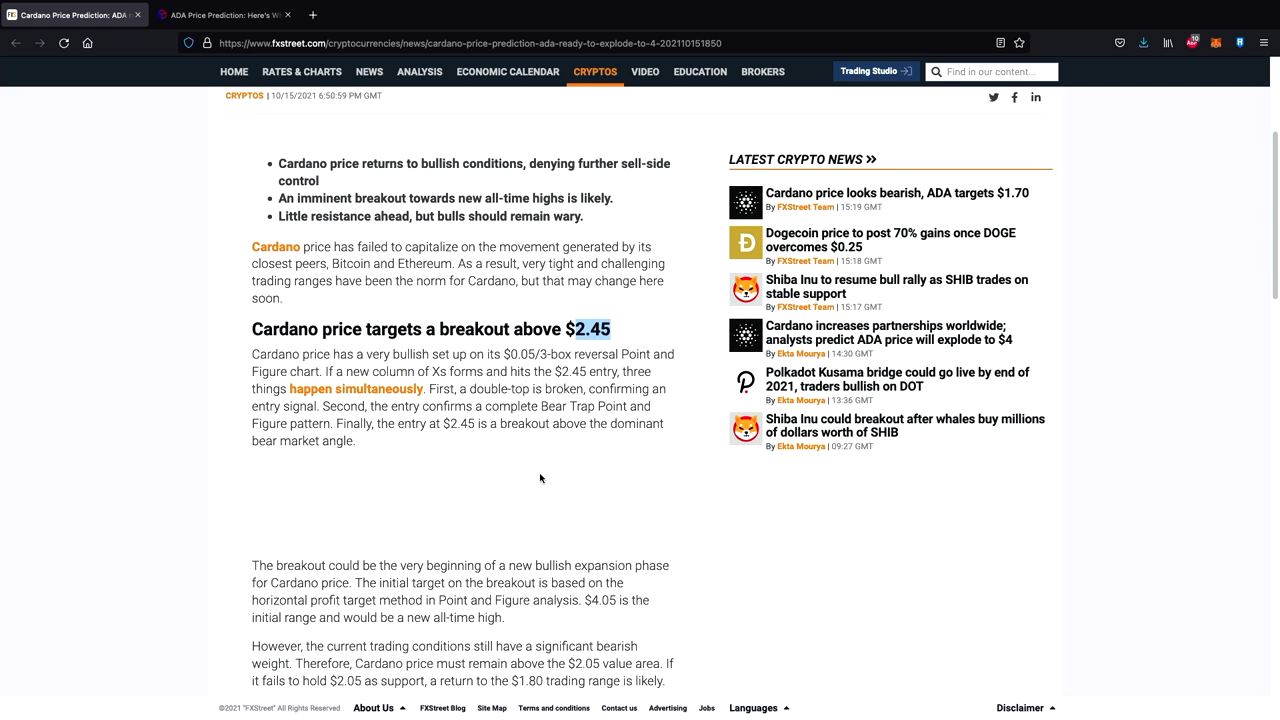 Cardano Price Prediction: ADA r
ADA Price Prediction: Here's W
https://www.fxstreet.com/cryptocurrencies/news/cardano-price-prediction-ada-ready-to-explode-to-4-202110151850
10
HOME RATES & CHARTS NEWS ANALYSIS ECONOMIC CALENDAR CRYPTOS VIDEO EDUCATION BROKERS Trading Studio Find in our content...
CRYPTOS | 10/15/2021 6:50:59 PM GMT
• Cardano price returns to bullish conditions, denying further sell-side
control
• An imminent breakout towards new all-time highs is likely.
• Little resistance ahead, but bulls should remain wary.
Cardano price has failed to capitalize on the movement generated by its
closest peers, Bitcoin and Ethereum. As a result, very tight and challenging
trading ranges have been the norm for Cardano, but that may change here
soon.
Cardano price targets a breakout above $2.45
Cardano price has a very bullish set up on its $0.05/3-box reversal Point and
Figure chart. If a new column of Xs forms and hits the $2.45 entry, three
things happen simultaneously. First, a double-top is broken, confirming an
entry signal. Second, the entry confirms a complete Bear Trap Point and
Figure pattern. Finally, the entry at $2.45 is a breakout above the dominant
bear market angle.
The breakout could be the very beginning of a new bullish expansion phase
for Cardano price. The initial target on the breakout is based on the
horizontal profit target method in Point and Figure analysis. $4.05 is the
initial range and would be a new all-time high.
However, the current trading conditions still have a significant bearish
weight. Therefore, Cardano price must remain above the $2.05 value area. If
it fails to hold $2.05 as support, a return to the $1.80 trading range is likely.
LATEST CRYPTO NEWS »
Cardano price looks bearish, ADA targets $1.70
By FXStreet Team | 15:19 GMT
Dogecoin price to post 70% gains once DOGE
overcomes $0.25
By FXStreet Team | 15:18 GMT
Shiba Inu to resume bull rally as SHIB trades on
stable support
By FXStreet Team | 15:17 GMT
Cardano increases partnerships worldwide;
analysts predict ADA price will explode to $4
By Ekta Mourya | 14:30 GMT
Polkadot Kusama bridge could go live by end of
2021, traders bullish on DOT
By Ekta Mourya | 13:36 GMT
Shiba Inu could breakout after whales buy millions
of dollars worth of SHIB
By Ekta Mourya | 09:27 GMT
©2021 "FXStreet" All Rights Reserved About Us FXStreet Blog Site Map Terms and conditions Contact us Advertising Jobs Languages Disclaimer